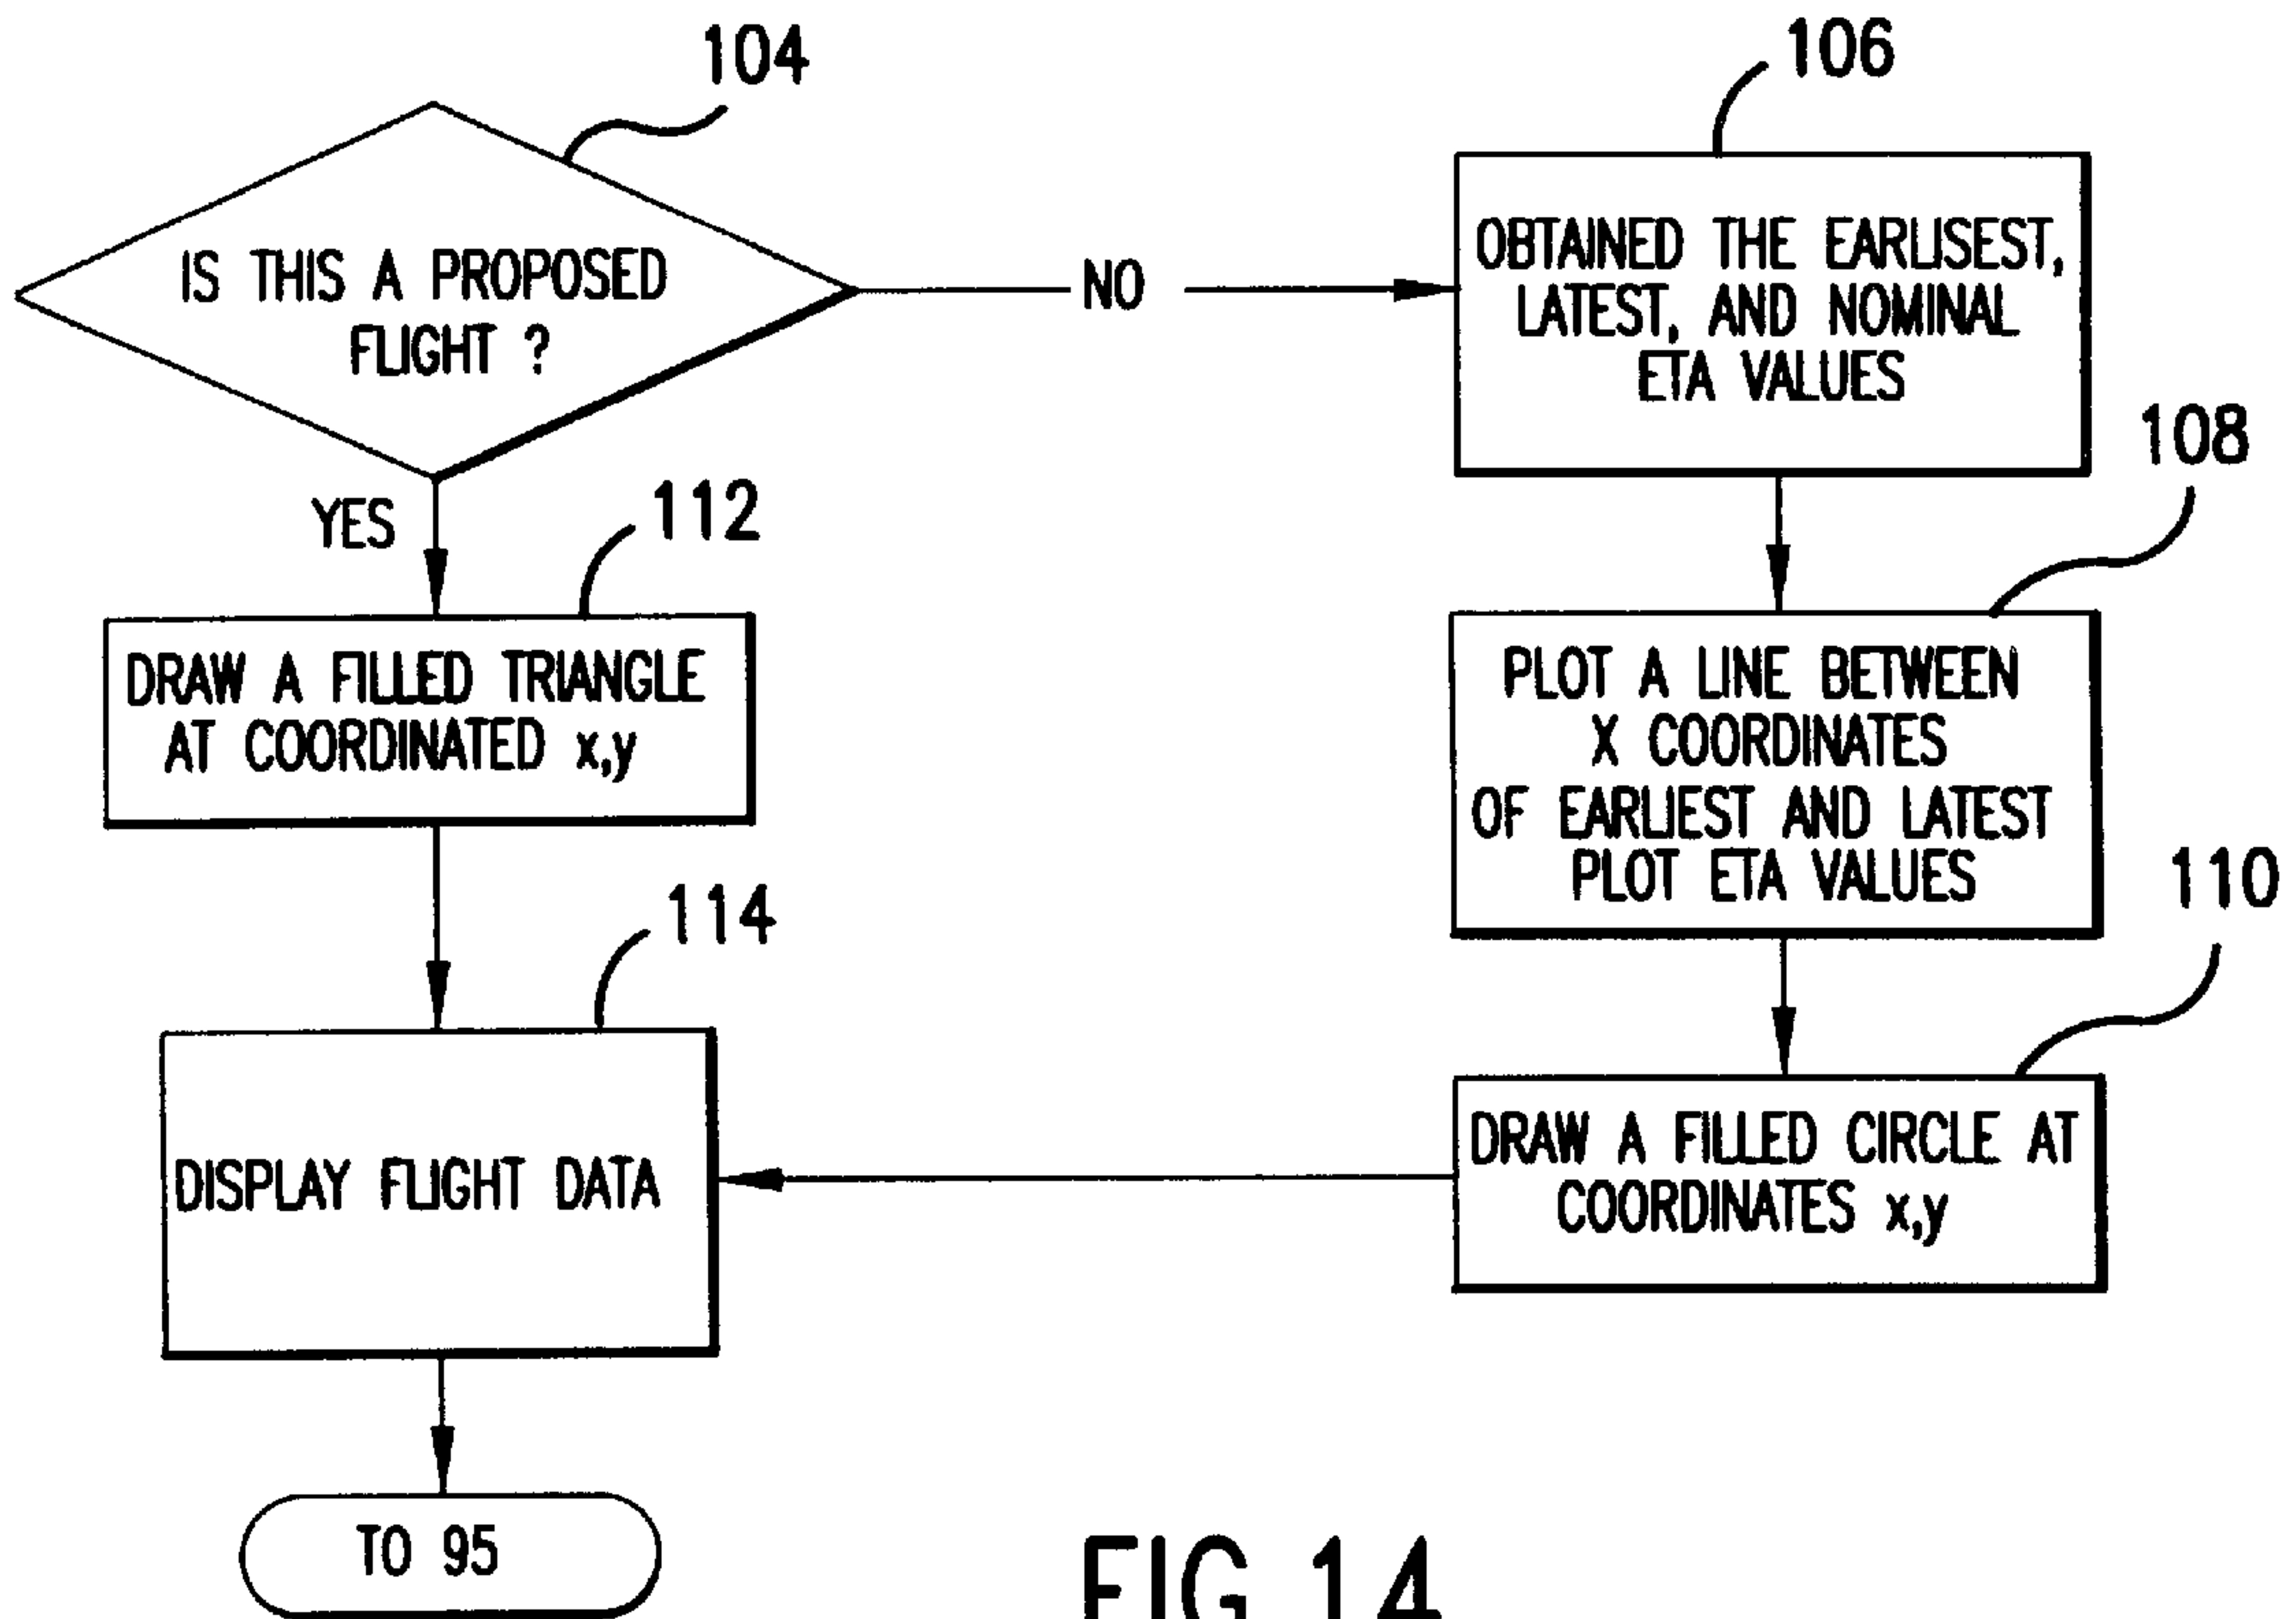 104
IS THIS A PROPOSED
FLIGHT ?
NO
YES
106
OBTAINED THE EARLISEST,
LATEST, AND NOMINAL
ETA VALUES
108
PLOT A LINE BETWEEN
X COORDINATES
OF EARLIEST AND LATEST
PLOT ETA VALUES
110
DRAW A FILLED CIRCLE AT
COORDINATES x,y
112
DRAW A FILLED TRIANGLE
AT COORDINATED x,y
114
DISPLAY FLIGHT DATA
TO 95
FIG 14